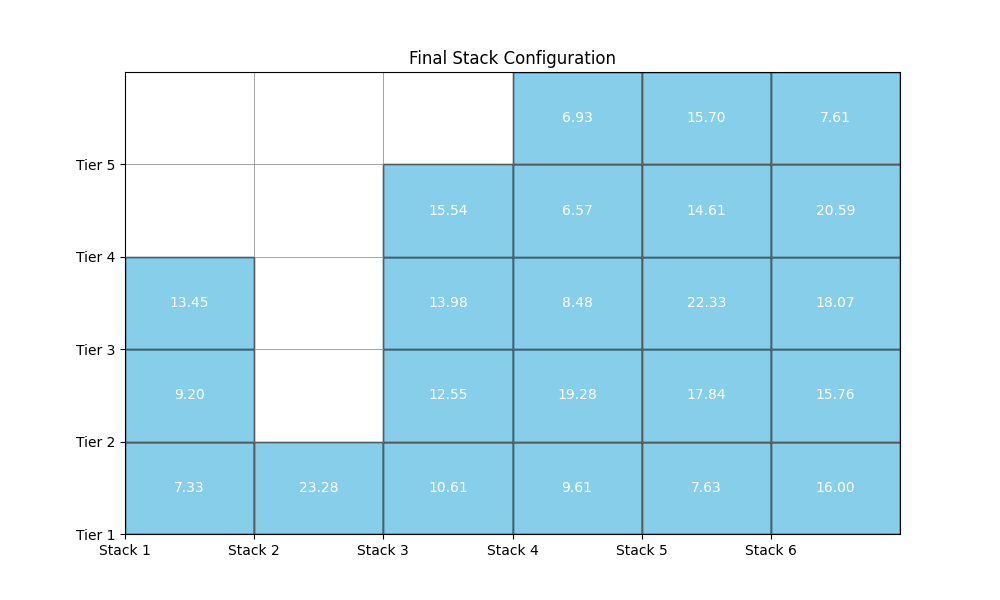 Final Stack Configuration
6.93 15.70 7.61
Tier 5
15.54 6.57 14.61 20.59
Tier 4
13.45 13.98 8.48 22.33 18.07
Tier 3
9.20 12.55 19.28 17.84 15.76
Tier 2
7.33 23.28 10.61 9.61 7.63 16.00
Tier 1
Stack 1 Stack 2 Stack 3 Stack 4 Stack 5 Stack 6